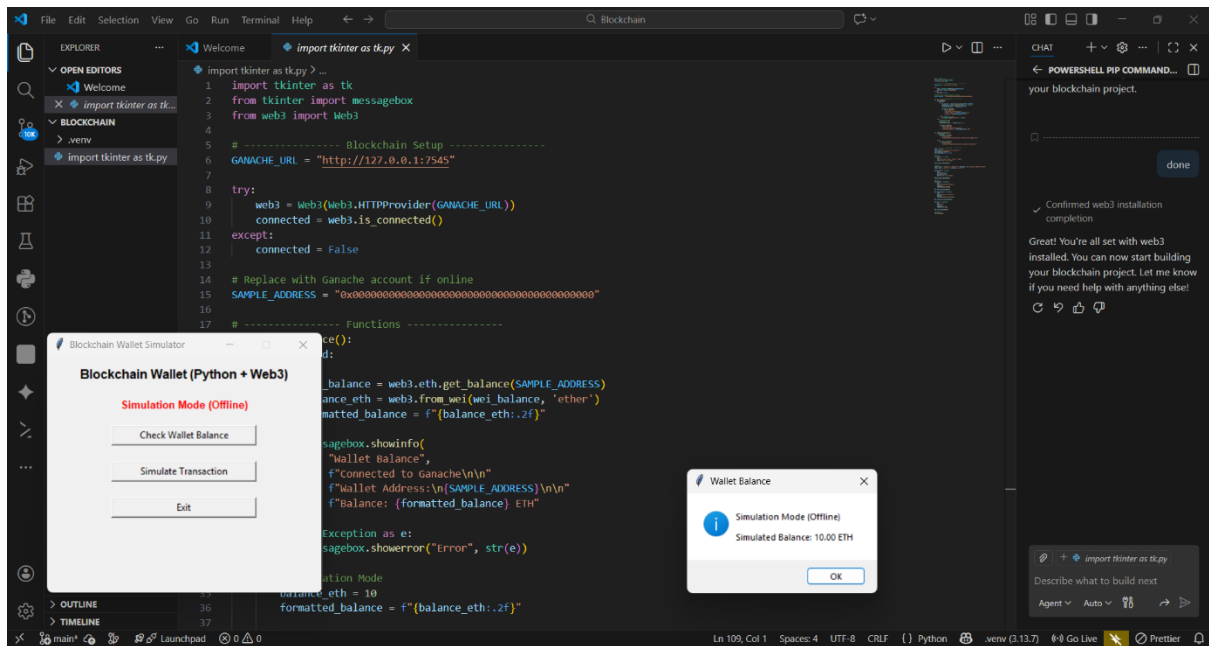 File Edit Selection View Go Run Terminal Help
Blockchain
EXPLORER
OPEN EDITORS
Welcome
import tkinter as tk...
BLOCKCHAIN
.venv
import tkinter as tk.py
10K
OUTLINE
TIMELINE
Welcome
import tkinter as tk.py
import tkinter as tk.py > ...
1 import tkinter as tk
2 from tkinter import messagebox
3 from web3 import Web3
4
5 # ---------------- Blockchain Setup ----------------
6 GANACHE_URL = "http://127.0.0.1:7545"
7
8 try:
9 web3 = Web3(Web3.HTTPProvider(GANACHE_URL))
10 connected = web3.is_connected()
11 except:
12 connected = False
13
14 # Replace with Ganache account if online
15 SAMPLE_ADDRESS = "0x0000000000000000000000000000000000000000"
16
17 # ---------------- Functions ----------------
ce():
d:
_balance = web3.eth.get_balance(SAMPLE_ADDRESS)
ance_eth = web3.from_wei(wei_balance, 'ether')
matted_balance = f"{balance_eth:.2f}"
sagebox.showinfo(
"Wallet Balance",
f"Connected to Ganache\n\n"
f"Wallet Address:\n{SAMPLE_ADDRESS}\n\n"
f"Balance: {formatted_balance} ETH"
Exception as e:
sagebox.showerror("Error", str(e))
ation Mode
35 balance_eth = 10
36 formatted_balance = f"{balance_eth:.2f}"
37
Blockchain Wallet Simulator
Blockchain Wallet (Python + Web3)
Simulation Mode (Offline)
Check Wallet Balance
Simulate Transaction
Exit
Wallet Balance
Simulation Mode (Offline)
Simulated Balance: 10.00 ETH
OK
CHAT
POWERSHELL PIP COMMAND...
your blockchain project.
done
Confirmed web3 installation
completion
Great! You're all set with web3
installed. You can now start building
your blockchain project. Let me know
if you need help with anything else!
import tkinter as tk.py
Describe what to build next
Agent Auto
main* Launchpad 0 0 Ln 109, Col 1 Spaces: 4 UTF-8 CRLF {} Python .venv (3.13.7) Go Live Prettier